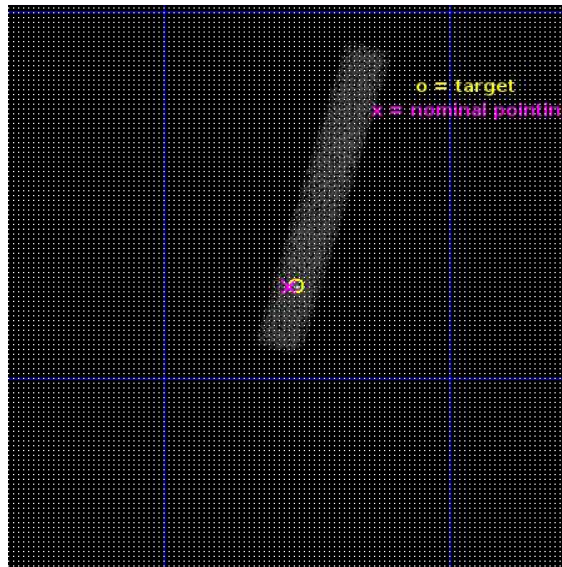 o = target
x = nominal pointin